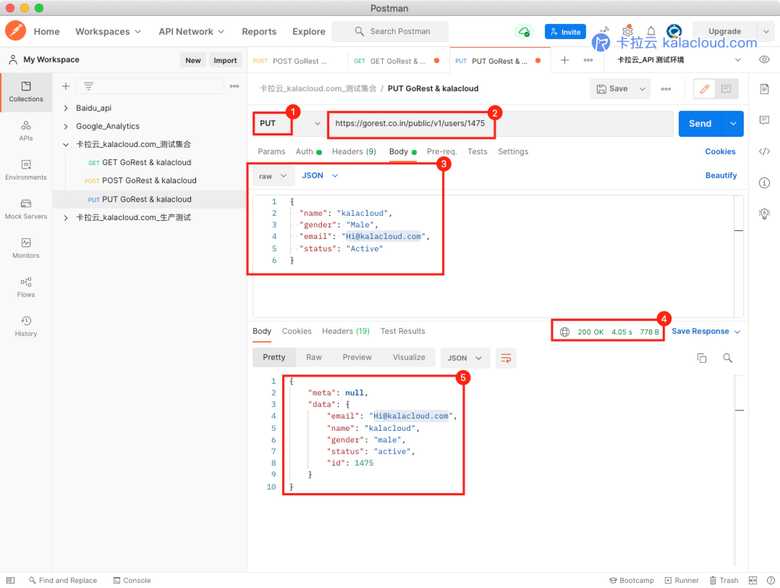 Postman
Home Workspaces API Network Reports Explore Search Postman Invite Upgrade
卡拉云 kalacloud.com
My Workspace New Import POST GoRest ... GET GoRest & ... PUT GoRest & ... 卡拉云_API 测试环境
Collections
APIs
Environments
Mock Servers
Monitors
Flows
History
Baidu_api
Google_Analytics
卡拉云_kalacloud.com_测试集合
GET GET GoRest & kalacloud
POST POST GoRest & kalacloud
PUT PUT GoRest & kalacloud
卡拉云_kalacloud.com_生产测试
卡拉云_kalacloud.com_测试集合 / PUT GoRest & kalacloud Save
1 2
PUT https://gorest.co.in/public/v1/users/1475 Send
Params Auth Headers (9) Body Pre-req. Tests Settings Cookies
3
raw JSON Beautify
1 {
2 "name": "kalacloud",
3 "gender": "Male",
4 "email": "Hi@kalacloud.com",
5 "status": "Active"
6 }
4
Body Cookies Headers (19) Test Results 200 OK 4.05 s 778 B Save Response
Pretty Raw Preview Visualize JSON
5
1 {
2 "meta": null,
3 "data": {
4 "email": "Hi@kalacloud.com",
5 "name": "kalacloud",
6 "gender": "male",
7 "status": "active",
8 "id": 1475
9 }
10 }
Find and Replace Console Bootcamp Runner Trash